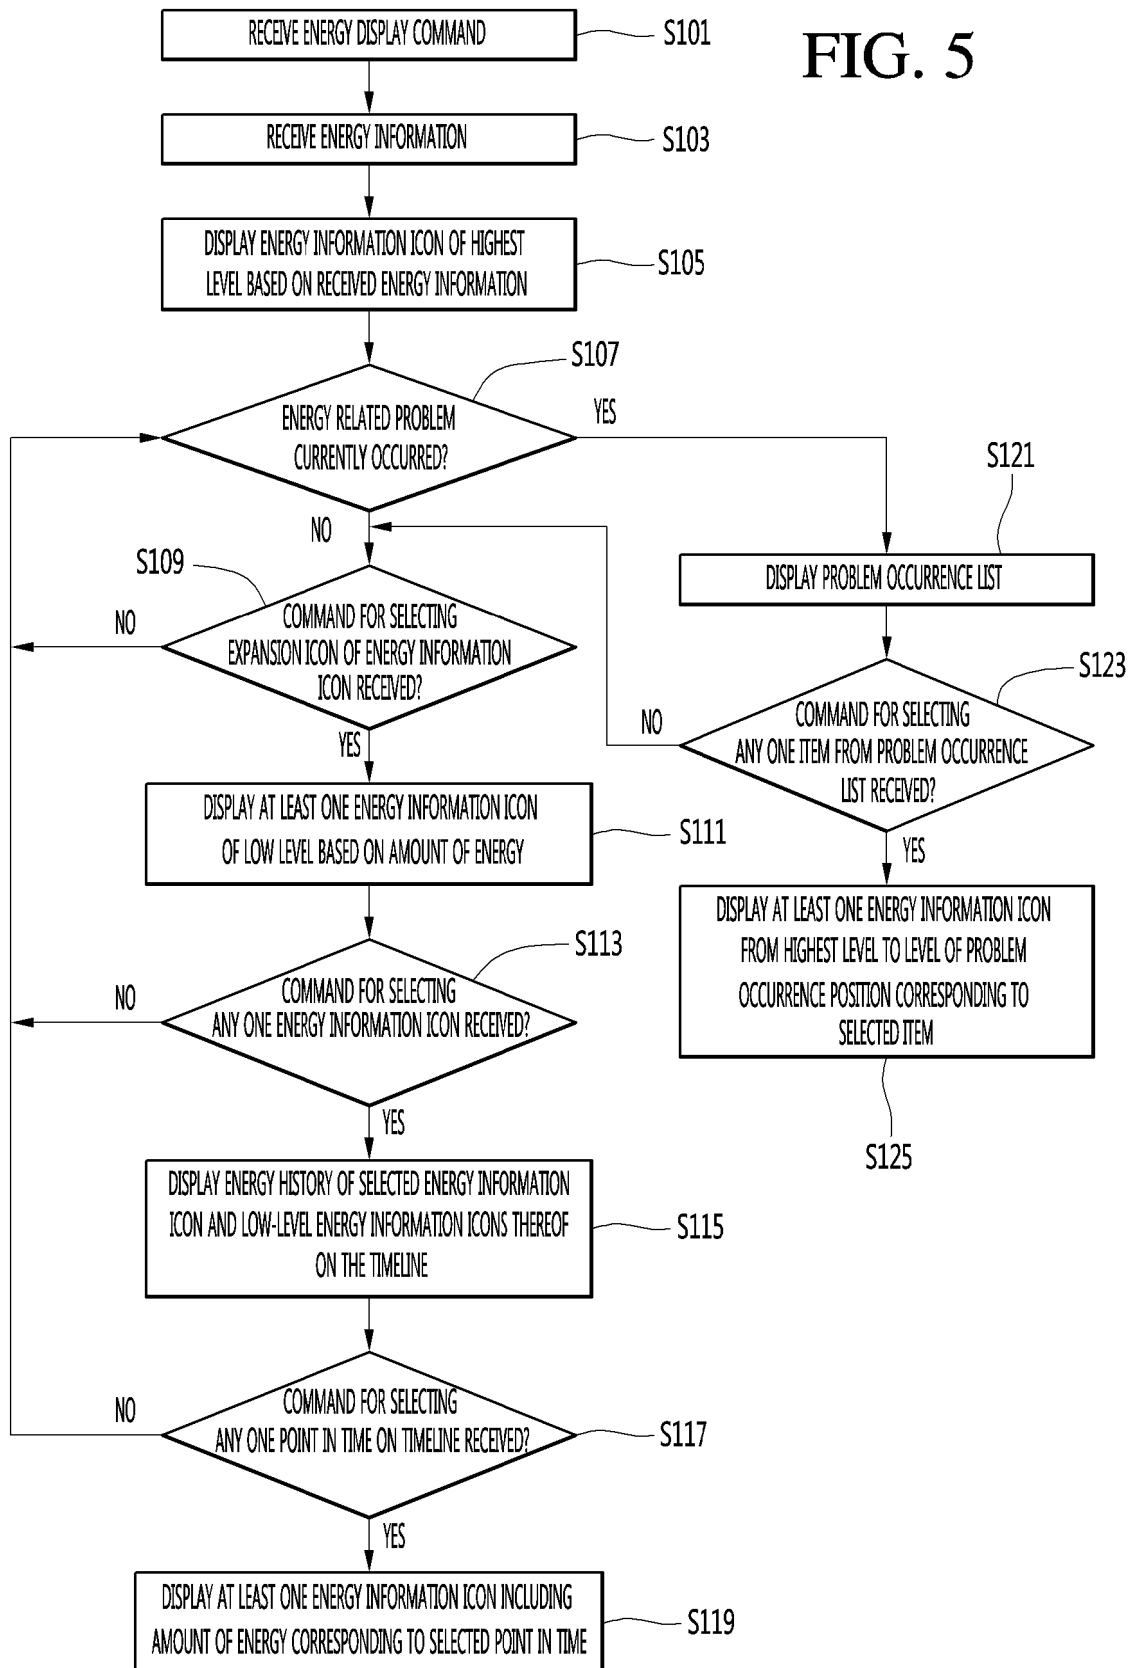 FIG. 5
RECEIVE ENERGY DISPLAY COMMAND
S101
RECEIVE ENERGY INFORMATION
S103
DISPLAY ENERGY INFORMATION ICON OF HIGHEST
LEVEL BASED ON RECEIVED ENERGY INFORMATION
S105
S107
ENERGY RELATED PROBLEM
CURRENTLY OCCURRED?
YES
NO
S109
COMMAND FOR SELECTING
EXPANSION ICON OF ENERGY INFORMATION
ICON RECEIVED?
NO
YES
DISPLAY AT LEAST ONE ENERGY INFORMATION ICON
OF LOW LEVEL BASED ON AMOUNT OF ENERGY
S111
S113
COMMAND FOR SELECTING
ANY ONE ENERGY INFORMATION ICON RECEIVED?
NO
YES
DISPLAY ENERGY HISTORY OF SELECTED ENERGY INFORMATION
ICON AND LOW-LEVEL ENERGY INFORMATION ICONS THEREOF
ON THE TIMELINE
S115
COMMAND FOR SELECTING
ANY ONE POINT IN TIME ON TIMELINE RECEIVED?
NO
S117
YES
DISPLAY AT LEAST ONE ENERGY INFORMATION ICON INCLUDING
AMOUNT OF ENERGY CORRESPONDING TO SELECTED POINT IN TIME
S119
S121
DISPLAY PROBLEM OCCURRENCE LIST
S123
COMMAND FOR SELECTING
ANY ONE ITEM FROM PROBLEM OCCURRENCE
LIST RECEIVED?
NO
YES
DISPLAY AT LEAST ONE ENERGY INFORMATION ICON
FROM HIGHEST LEVEL TO LEVEL OF PROBLEM
OCCURRENCE POSITION CORRESPONDING TO
SELECTED ITEM
S125